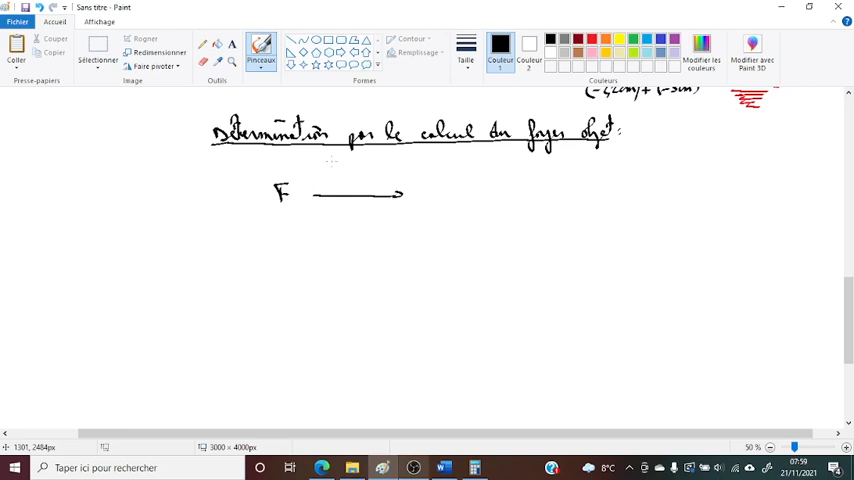 Sans titre - Paint
Fichier
Accueil
Affichage
Coller
Couper
Copier
Presse-papiers
Sélectionner
Rogner
Redimensionner
Faire pivoter
Image
A
Outils
Pinceaux
Contour
Remplissage
Formes
Taille
Couleur 1
Couleur 2
Modifier les couleurs
Couleurs
Modifier avec Paint 3D
Détermination par le calcul du foyer objet :
F
1301, 2484px
3000 × 4000px
50 %
Taper ici pour rechercher
8°C
07:59
21/11/2021
4